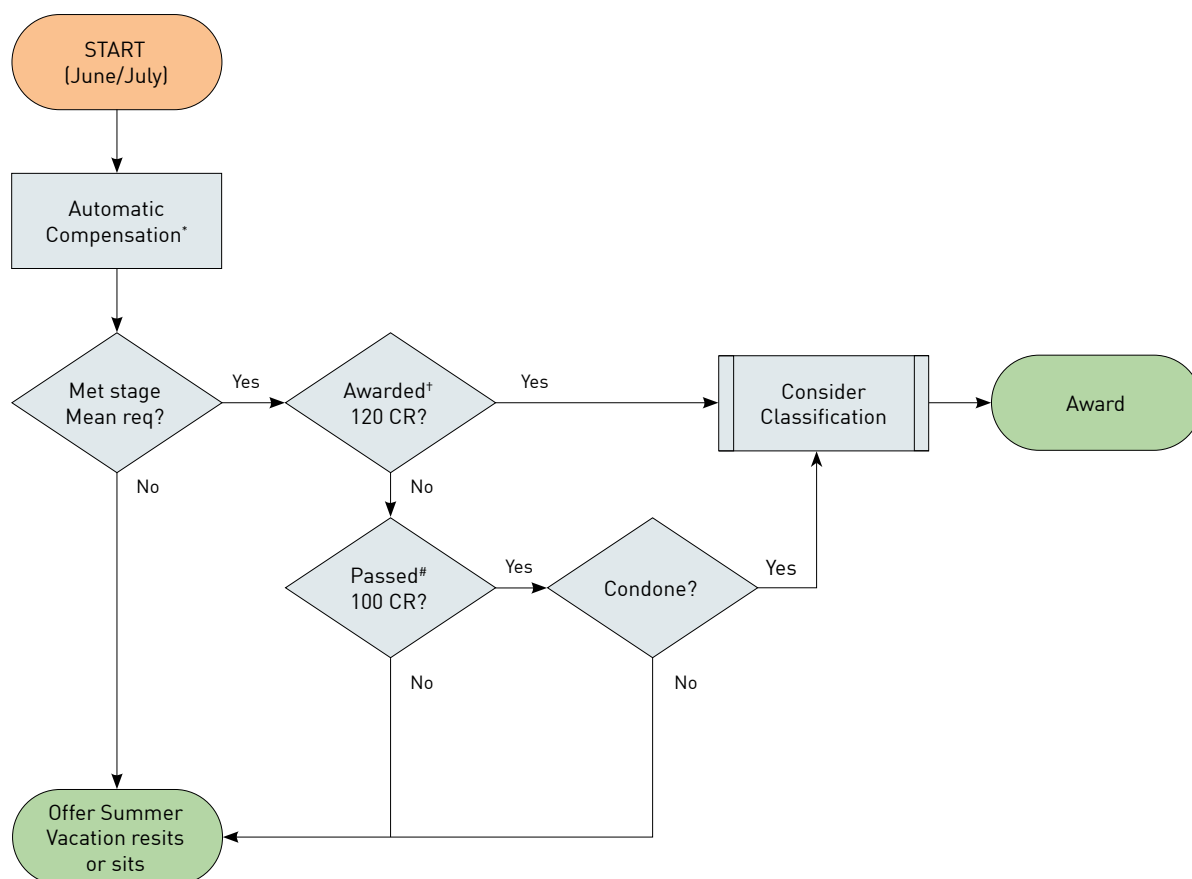 START
(June/July)
Automatic
Compensation*
Met stage
Mean req?
Yes
Awarded†
120 CR?
Yes
Consider
Classification
Award
No
No
Passed#
100 CR?
Yes
Condone?
Yes
No
No
Offer Summer
Vacation resits
or sits